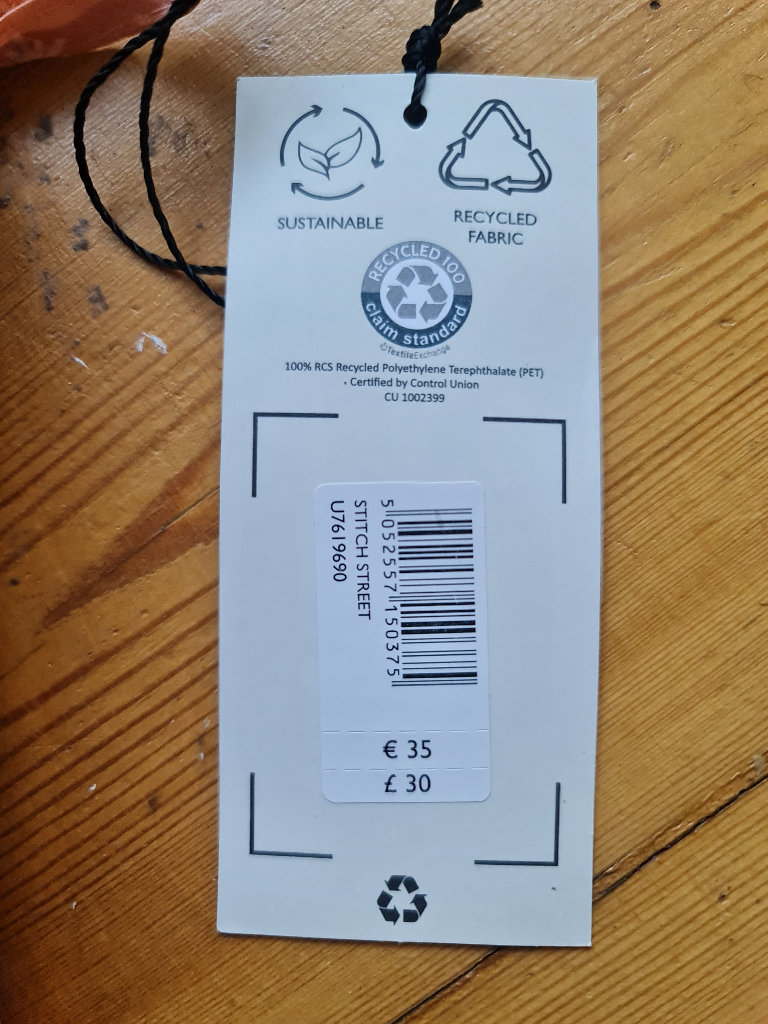 SUSTAINABLE
RECYCLED
FABRIC
RECYCLED 100
claim standard
©TextileExchange
100% RCS Recycled Polyethylene Terephthalate (PET)
. Certified by Control Union
CU 1002399
5 052557 150375
STITCH STREET
U7619690
€ 35
£ 30